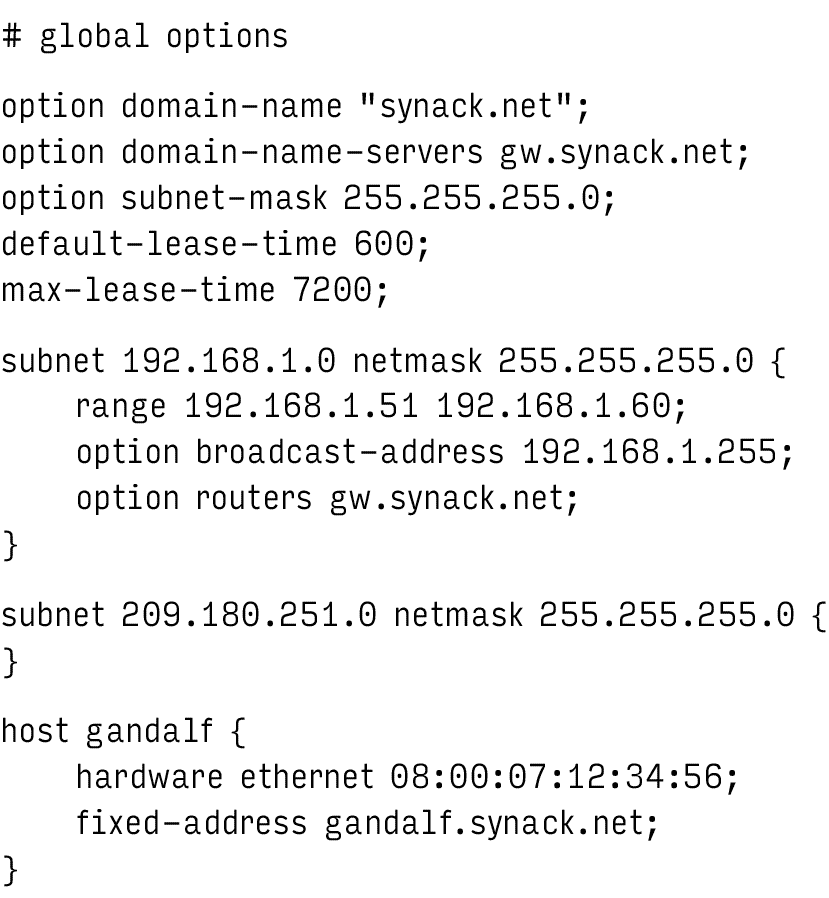 # global options
option domain-name "synack.net";
option domain-name-servers gw.synack.net;
option subnet-mask 255.255.255.0;
default-lease-time 600;
max-lease-time 7200;
subnet 192.168.1.0 netmask 255.255.255.0 {
range 192.168.1.51 192.168.1.60;
option broadcast-address 192.168.1.255;
option routers gw.synack.net;
}
subnet 209.180.251.0 netmask 255.255.255.0 {
}
host gandalf {
hardware ethernet 08:00:07:12:34:56;
fixed-address gandalf.synack.net;
}